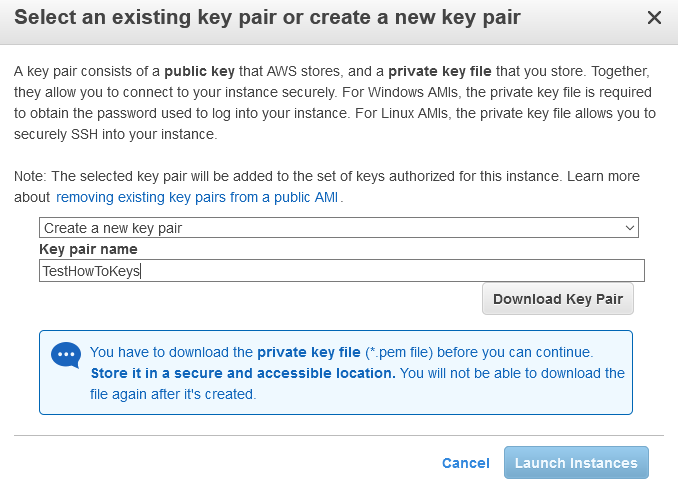 Select an existing key pair or create a new key pair
A key pair consists of a public key that AWS stores, and a private key file that you store. Together,
they allow you to connect to your instance securely. For Windows AMIs, the private key file is required
to obtain the password used to log into your instance. For Linux AMIs, the private key file allows you to
securely SSH into your instance.
Note: The selected key pair will be added to the set of keys authorized for this instance. Learn more
about removing existing key pairs from a public AMI.
Create a new key pair
Key pair name
TestHowToKeys
Download Key Pair
You have to download the private key file (*.pem file) before you can continue.
Store it in a secure and accessible location. You will not be able to download the
file again after it's created.
Cancel Launch Instances